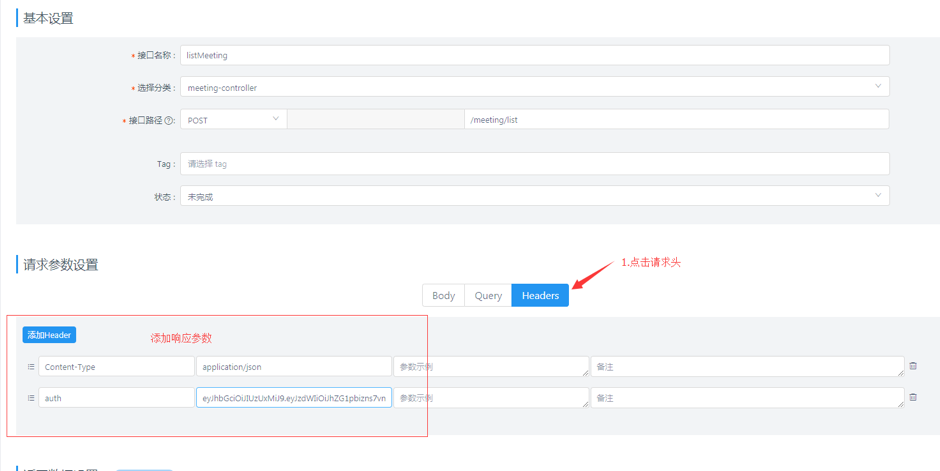 基本设置
* 接口名称 : listMeeting
* 选择分类 : meeting-controller
* 接口路径 : POST /meeting/list
Tag : 请选择 tag
状态 : 未完成
请求参数设置
1.点击请求头
Body Query Headers
添加Header 添加响应参数
Content-Type application/json 参数示例 备注
auth 参数示例 备注